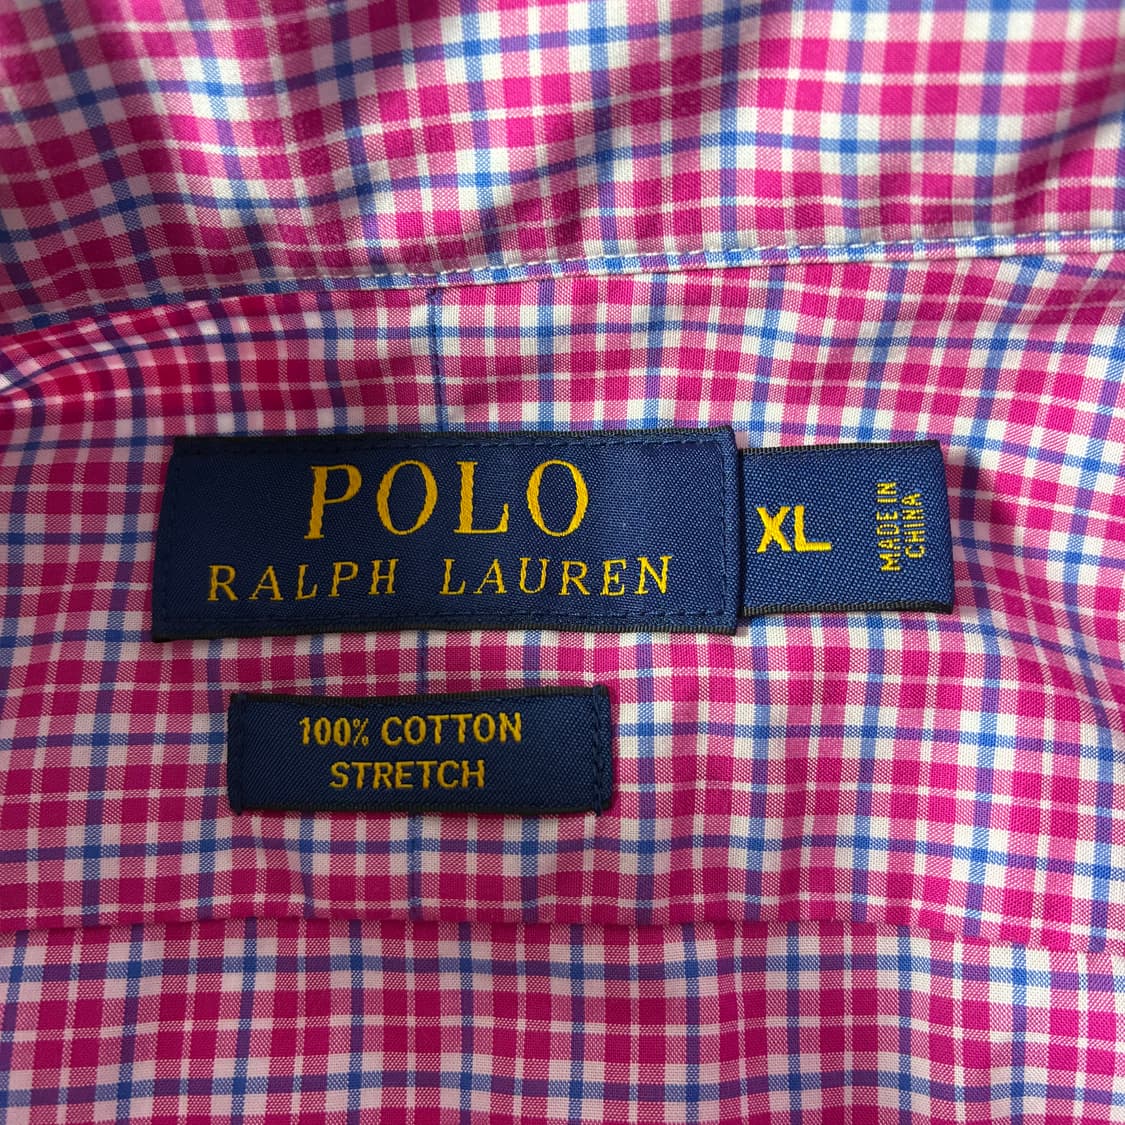 POLO
RALPH LAUREN
XL
MADE IN
CHINA
100% COTTON
STRETCH